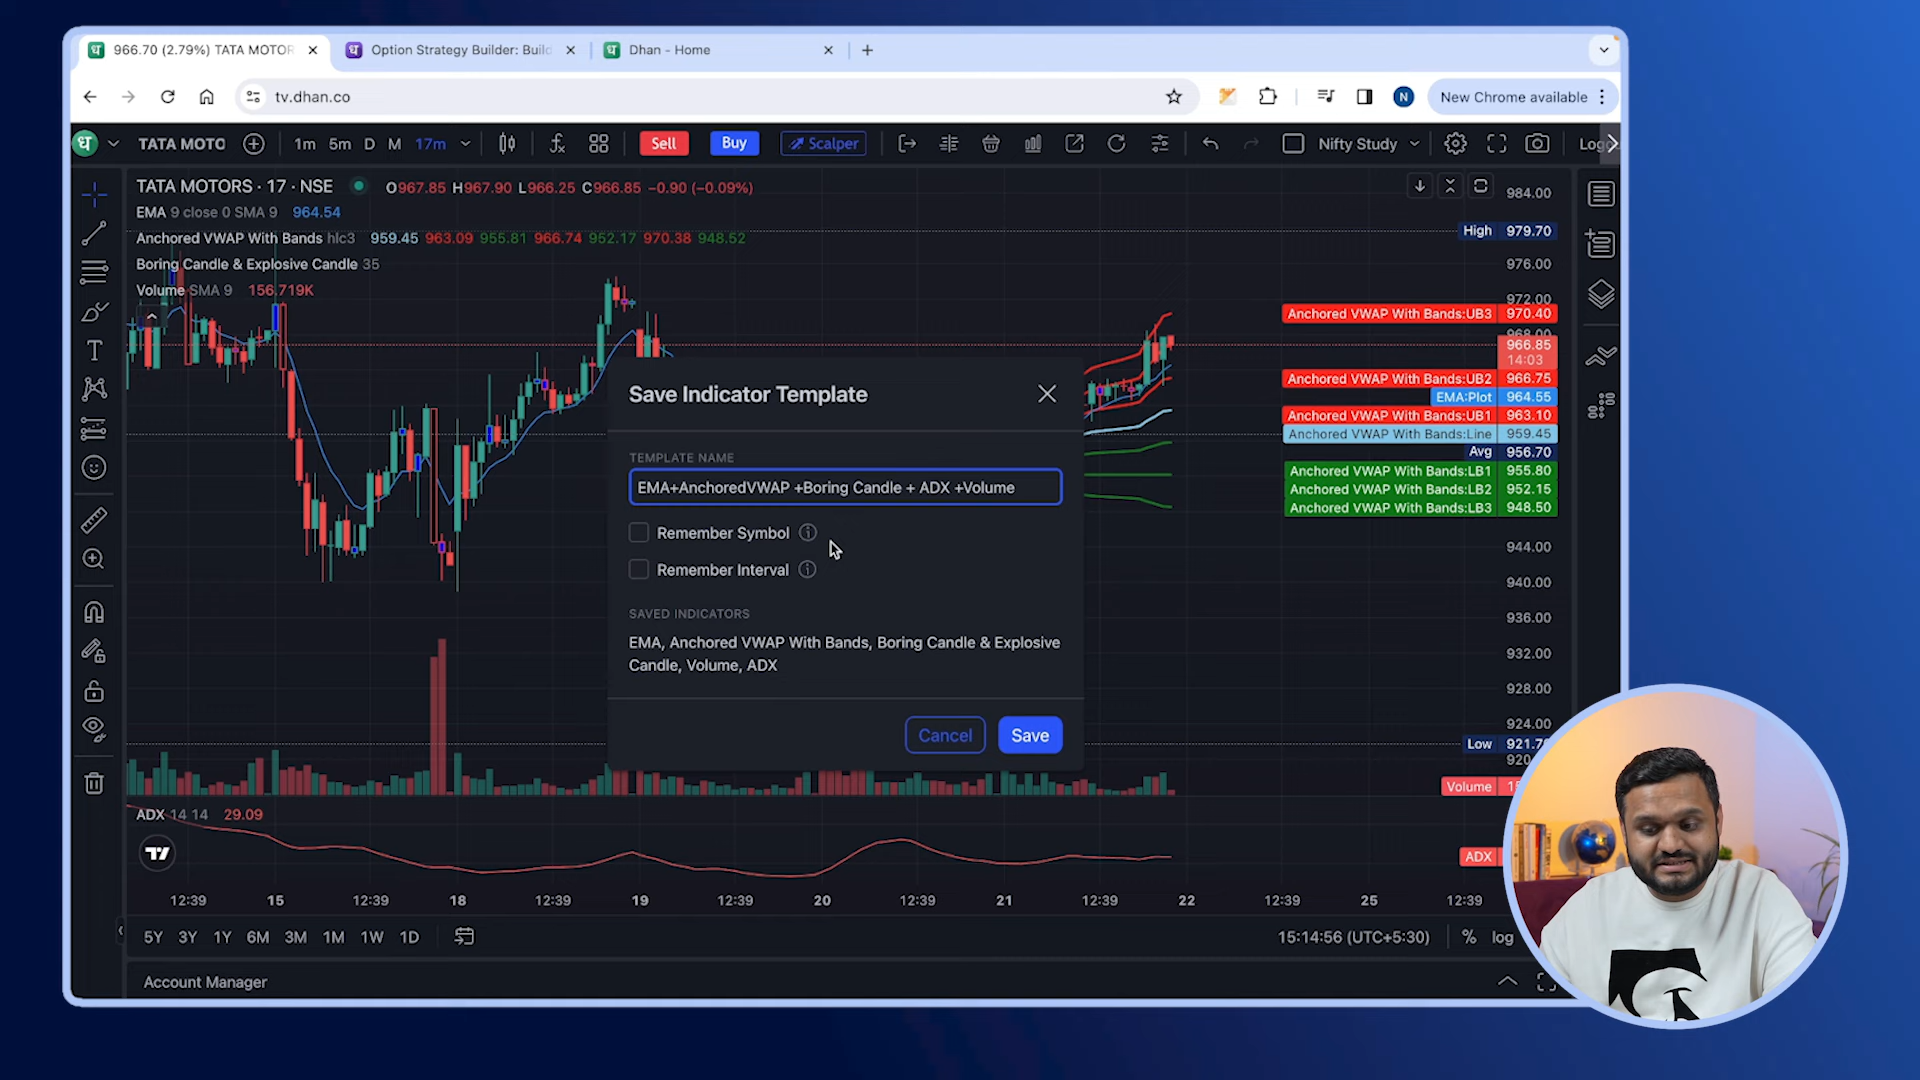 966.70 (2.79%) TATA MOTOR
Option Strategy Builder: Build
Dhan - Home
tv.dhan.co
N
New Chrome available
ध
TATA MOTO
1m 5m D M 17m
Sell
Buy
Scalper
Nifty Study
TATA MOTORS · 17 · NSE
O967.85 H967.90 L966.25 C966.85 −0.90 (−0.09%)
EMA 9 close 0 SMA 9 964.54
Anchored VWAP With Bands hlc3 959.45 963.09 955.81 966.74 952.17 970.38 948.52
Boring Candle & Explosive Candle 35
Volume SMA 9 156.719K
984.00
High 979.70
976.00
972.00
Anchored VWAP With Bands:UB3 970.40
968.00
966.85
14:03
Anchored VWAP With Bands:UB2 966.75
EMA:Plot 964.55
Anchored VWAP With Bands:UB1 963.10
Anchored VWAP With Bands:Line 959.45
Avg 956.70
Anchored VWAP With Bands:LB1 955.80
Anchored VWAP With Bands:LB2 952.15
Anchored VWAP With Bands:LB3 948.50
944.00
940.00
936.00
932.00
928.00
924.00
Low
Volume
ADX
Save Indicator Template
TEMPLATE NAME
EMA+AnchoredVWAP +Boring Candle + ADX +Volume
Remember Symbol
Remember Interval
SAVED INDICATORS
EMA, Anchored VWAP With Bands, Boring Candle & Explosive
Candle, Volume, ADX
Cancel
Save
ADX 14 14 29.09
12:39 15 12:39 18 12:39 19 12:39 20 12:39 21 12:39 22 12:39 25 12:39
5Y 3Y 1Y 6M 3M 1M 1W 1D
15:14:56 (UTC+5:30)
% log
Account Manager